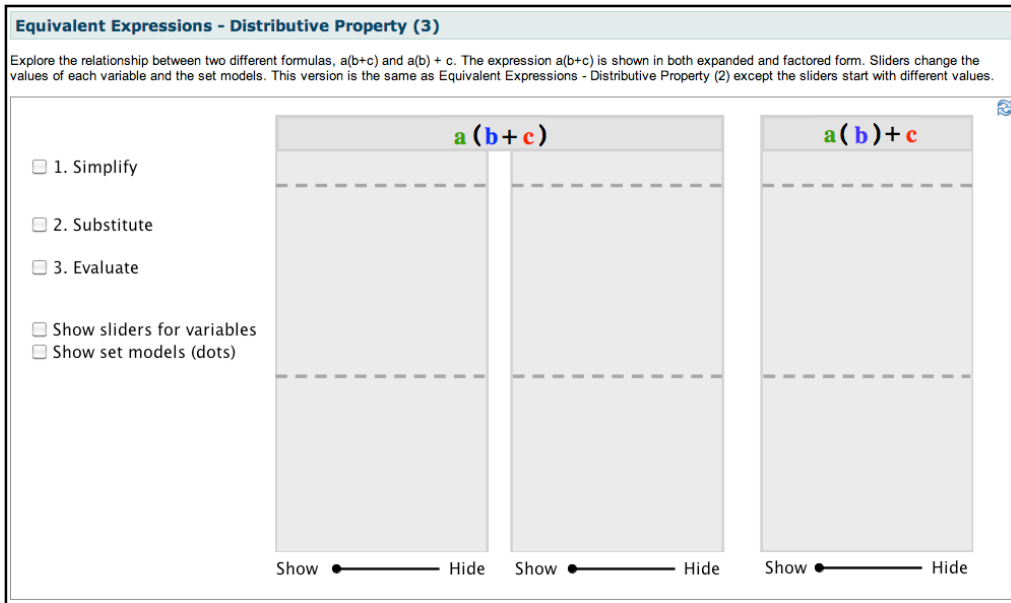 Equivalent Expressions - Distributive Property (3)
Explore the relationship between two different formulas, a(b+c) and a(b) + c. The expression a(b+c) is shown in both expanded and factored form. Sliders change the
values of each variable and the set models. This version is the same as Equivalent Expressions - Distributive Property (2) except the sliders start with different values.
a(b+c)
a(b)+c
1. Simplify
2. Substitute
3. Evaluate
Show sliders for variables
Show set models (dots)
Show Hide Show Hide Show Hide